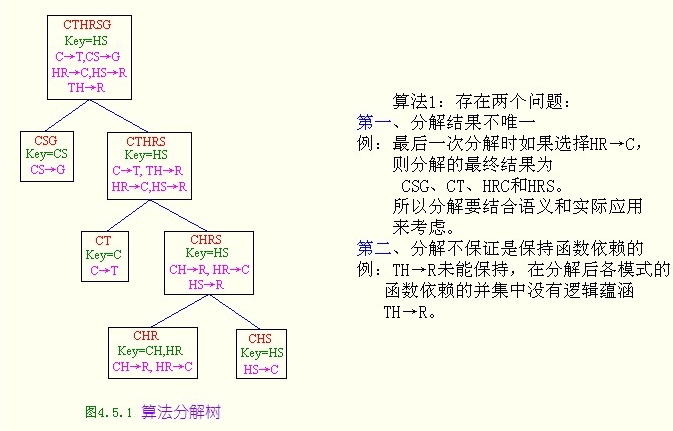 CTHRSG
Key=HS
C→T,CS→G
HR→C,HS→R
TH→R
CSG
Key=CS
CS→G
CTHRS
Key=HS
C→T, TH→R
HR→C,HS→R
CT
Key=C
C→T
CHRS
Key=HS
CH→R, HR→C
HS→R
CHR
Key=CH,HR
CH→R, HR→C
CHS
Key=HS
HS→C
图4.5.1 算法分解树
算法1: 存在两个问题:
第一、分解结果不唯一
例: 最后一次分解时如果选择HR→C,
则分解的最终结果为
CSG、CT、HRC和HRS。
所以分解要结合语义和实际应用
来考虑。
第二、分解不保证是保持函数依赖的
例: TH→R未能保持, 在分解后各模式的
函数依赖的并集中没有逻辑蕴涵
TH→R。